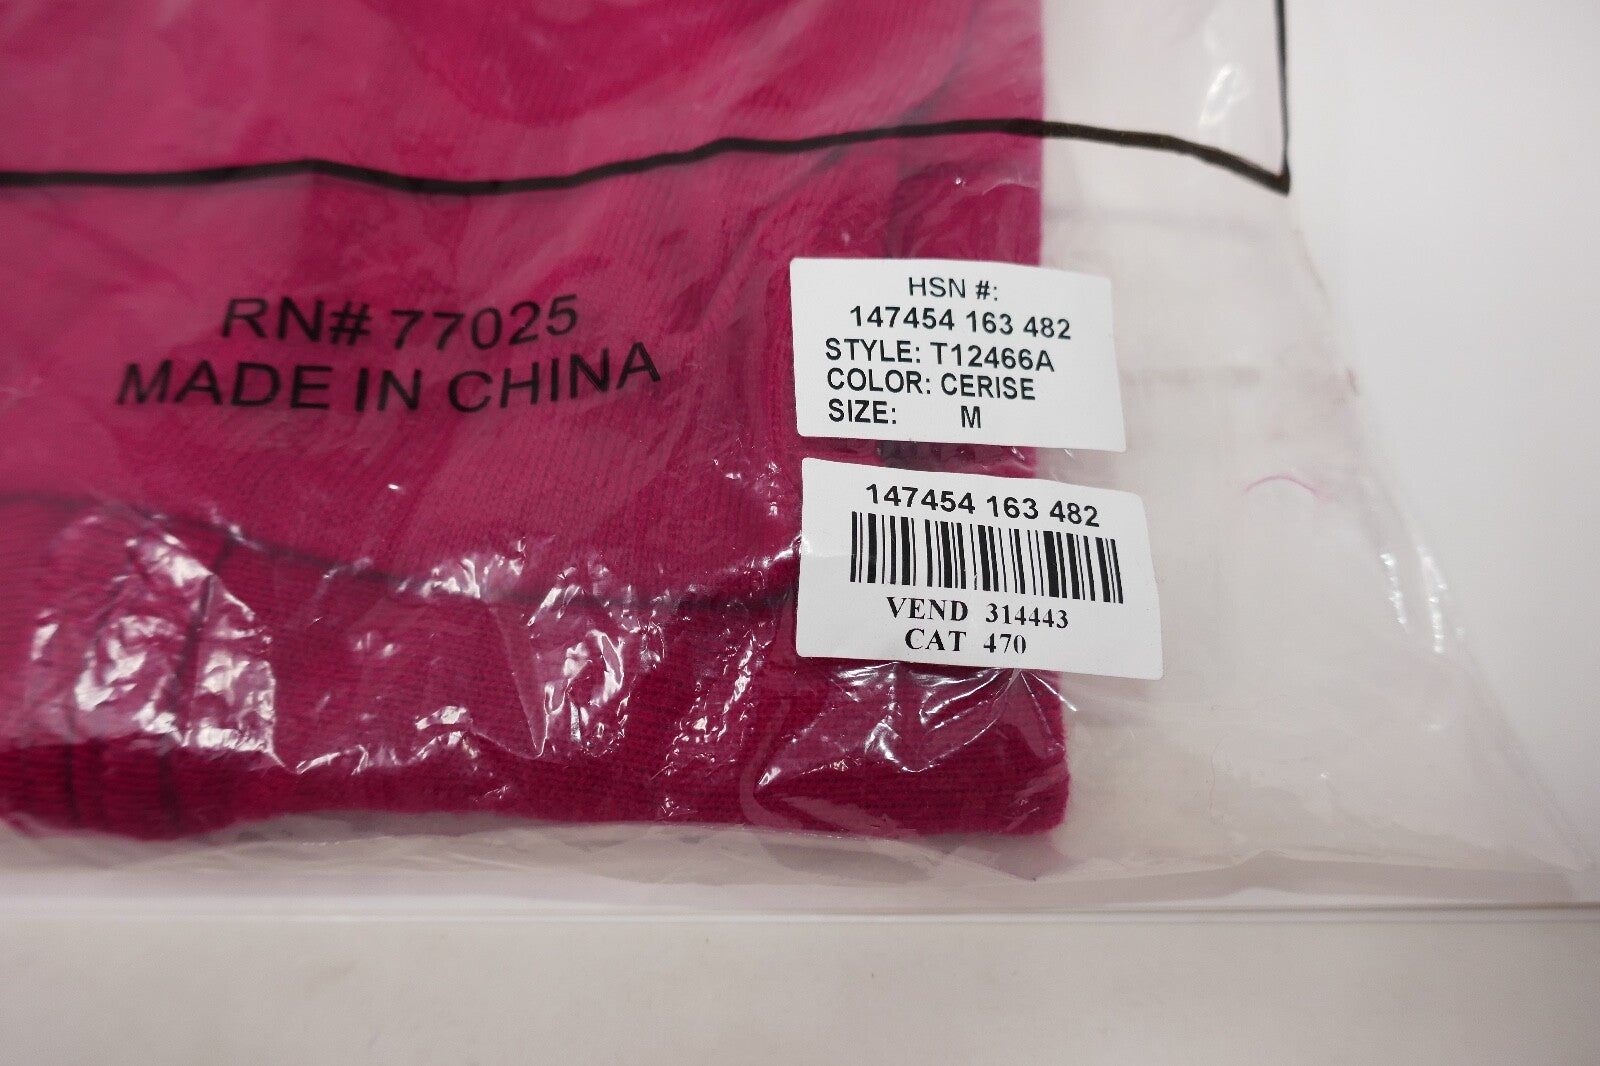 RN# 77025
MADE IN CHINA
HSN #:
147454 163 482
STYLE: T12466A
COLOR: CERISE
SIZE: M
147454 163 482
VEND 314443
CAT 470